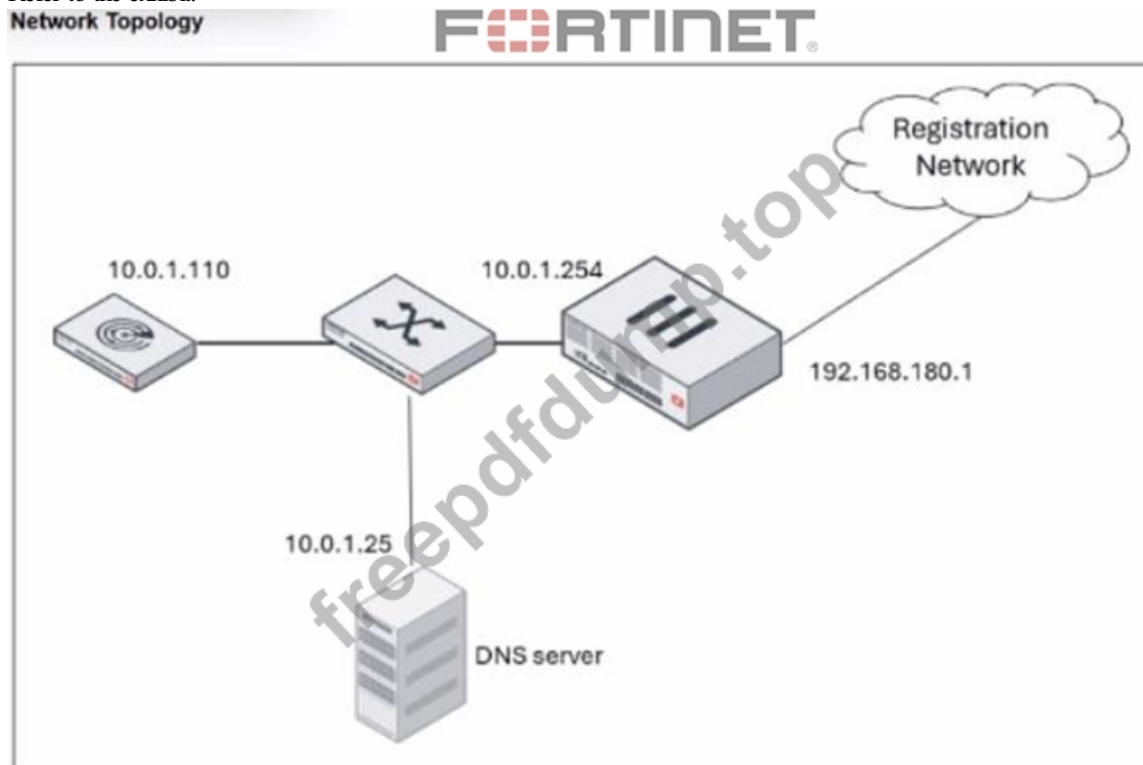 Network Topology
FORTINET®
Registration
Network
10.0.1.110
10.0.1.254
192.168.180.1
10.0.1.25
DNS server
freepdfdump.top